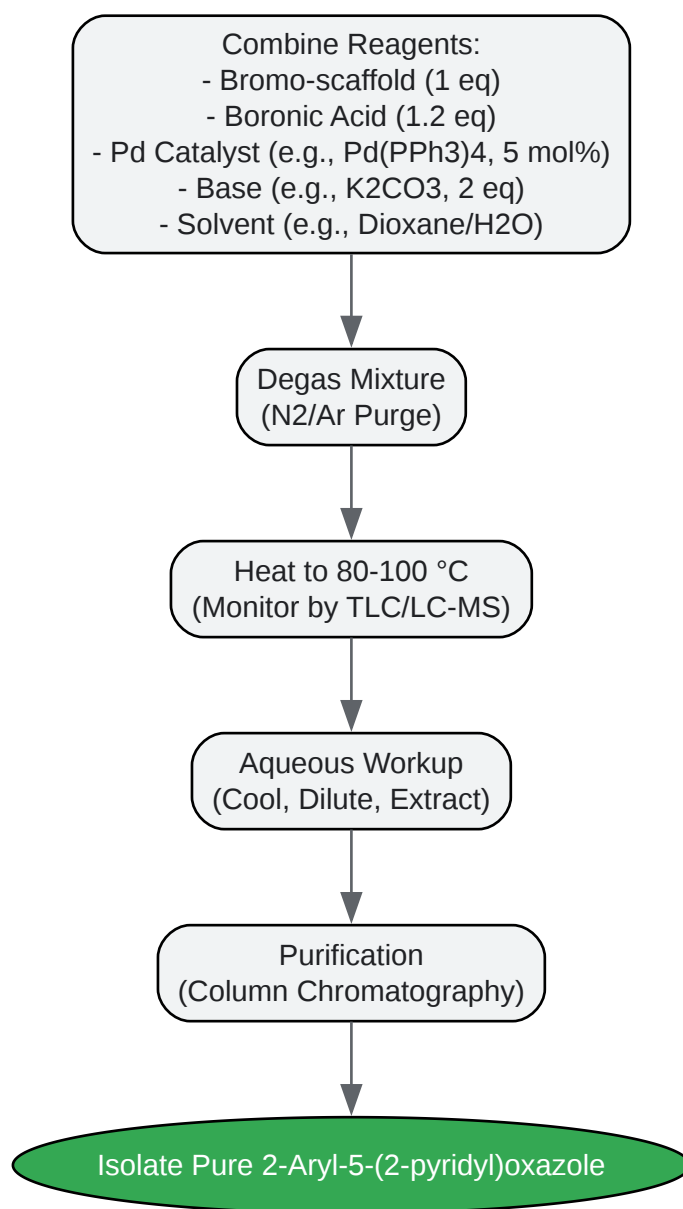 Combine Reagents:
- Bromo-scaffold (1 eq)
- Boronic Acid (1.2 eq)
- Pd Catalyst (e.g., Pd(PPh3)4, 5 mol%)
- Base (e.g., K2CO3, 2 eq)
- Solvent (e.g., Dioxane/H2O)
Degas Mixture
(N2/Ar Purge)
Heat to 80-100 °C
(Monitor by TLC/LC-MS)
Aqueous Workup
(Cool, Dilute, Extract)
Purification
(Column Chromatography)
Isolate Pure 2-Aryl-5-(2-pyridyl)oxazole